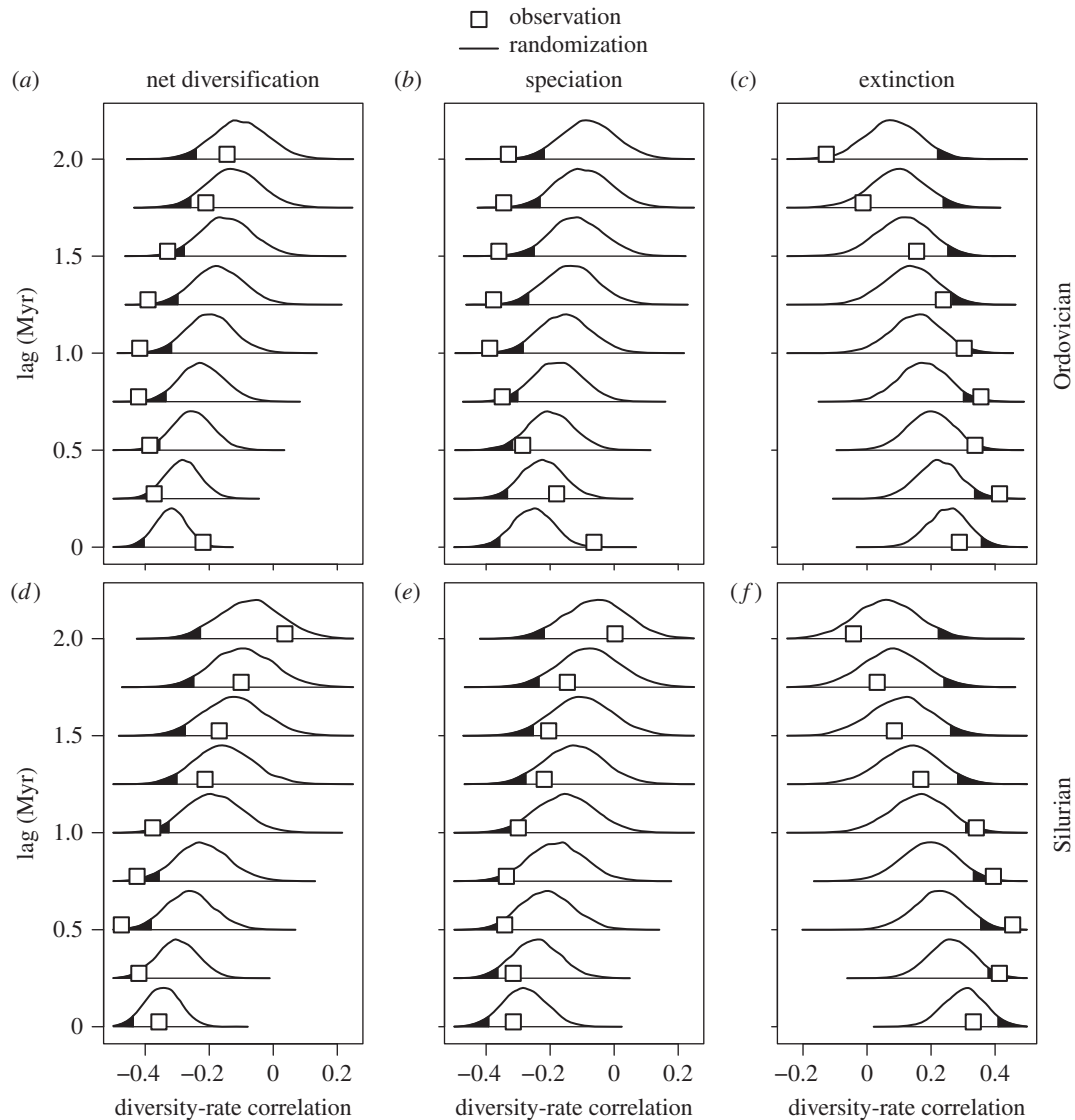 observation
randomization
(a) net diversification (b) speciation (c) extinction
2.0
1.5
lag (Myr)
1.0
0.5
0
Ordovician
(d) (e) (f)
2.0
1.5
lag (Myr)
1.0
0.5
0
Silurian
−0.4 −0.2 0 0.2 −0.4 −0.2 0 0.2 0 0.2 0.4
diversity-rate correlation diversity-rate correlation diversity-rate correlation